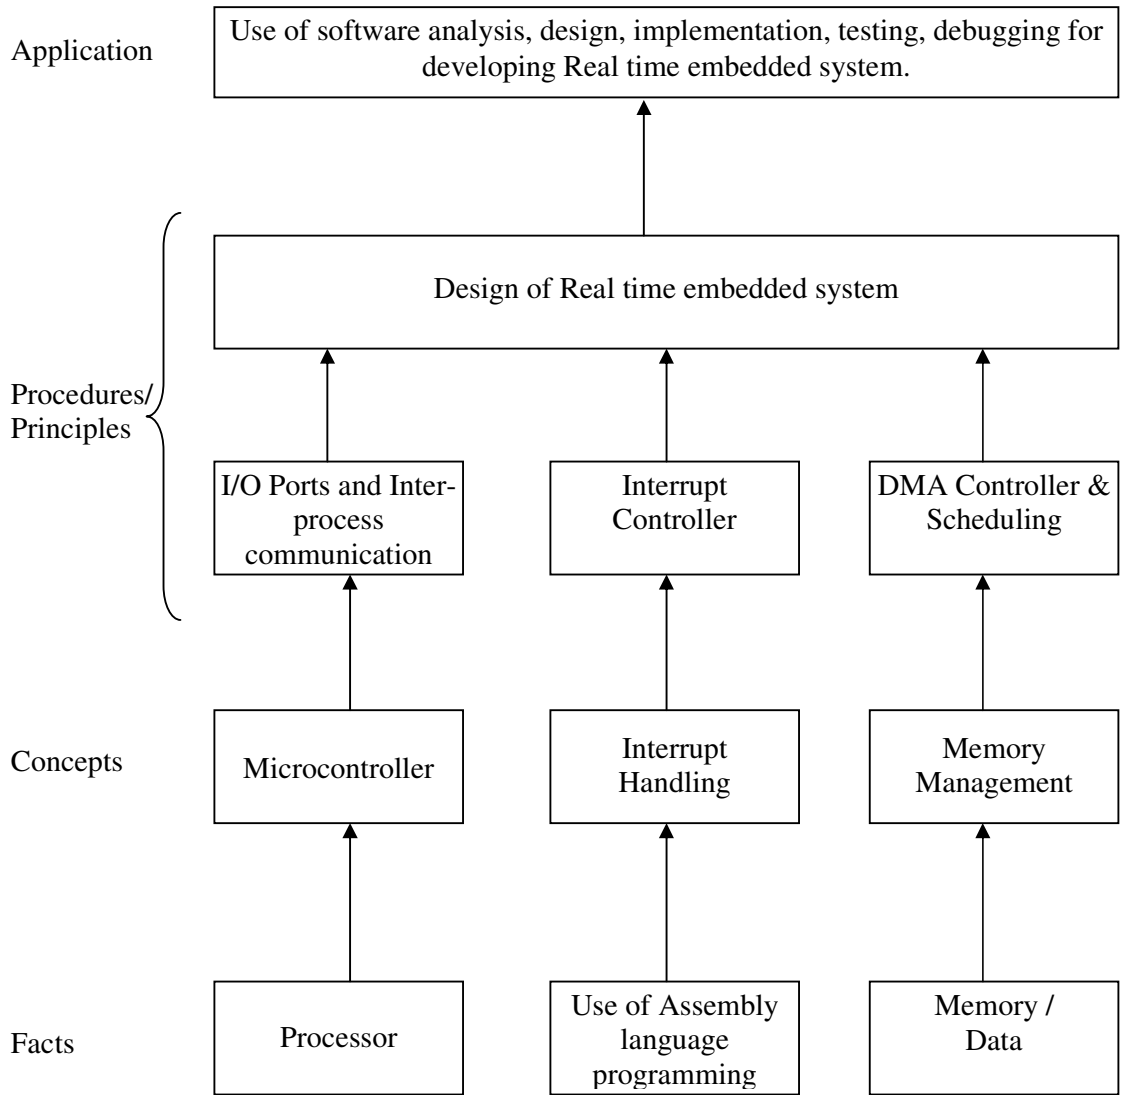 Application
Use of software analysis, design, implementation, testing, debugging for
developing Real time embedded system.
Design of Real time embedded system
Procedures/
Principles
I/O Ports and Inter-
process
communication
Interrupt
Controller
DMA Controller &
Scheduling
Concepts
Microcontroller
Interrupt
Handling
Memory
Management
Facts
Processor
Use of Assembly
language
programming
Memory /
Data